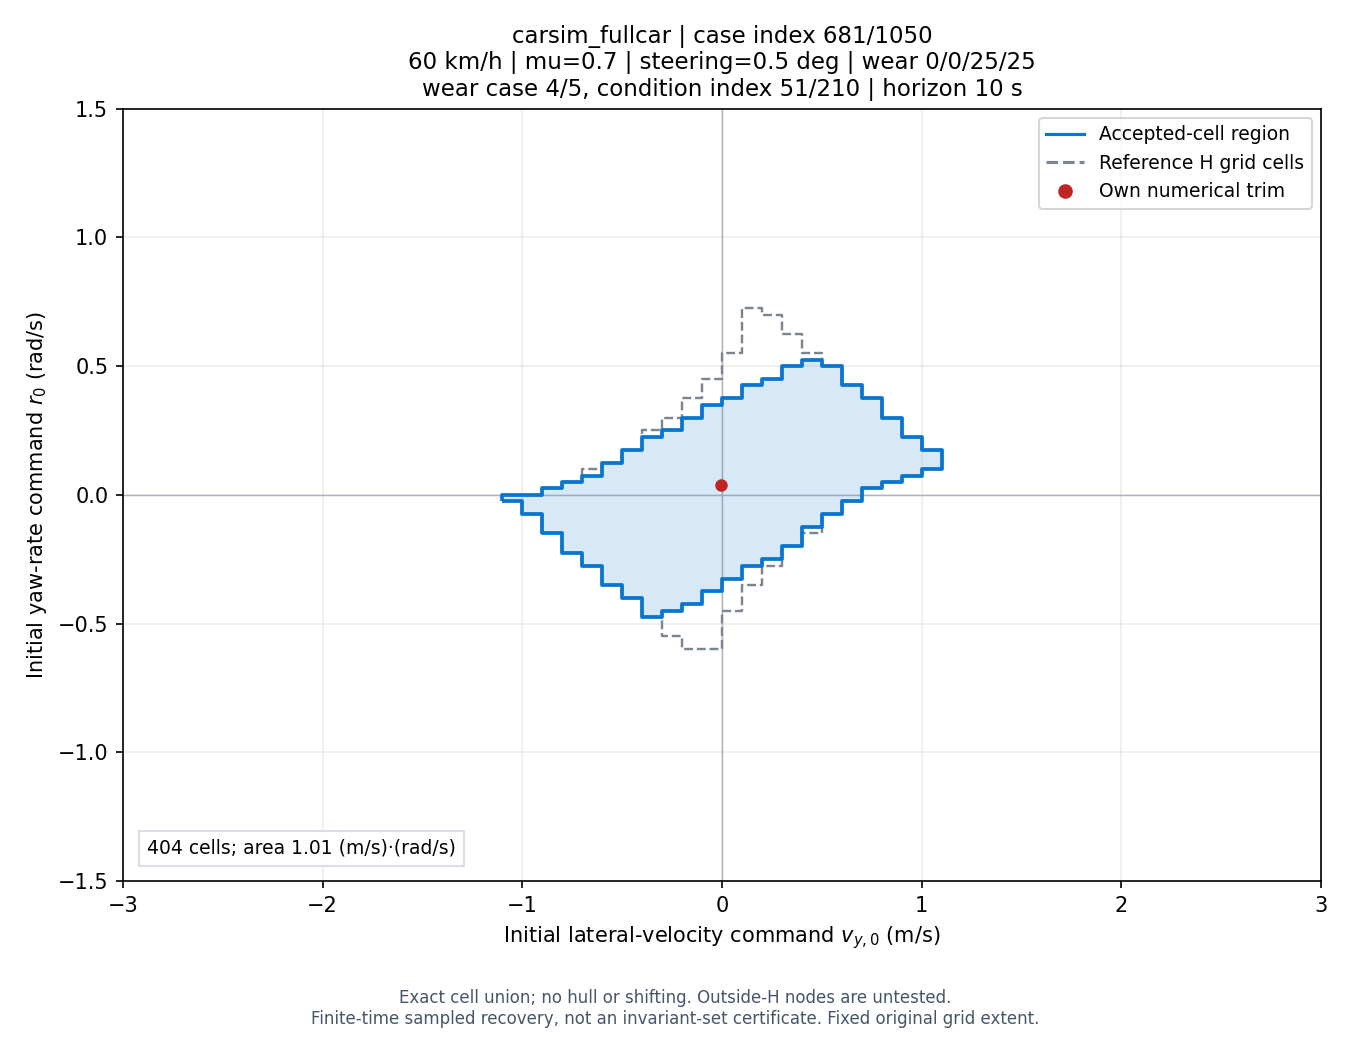 carsim_fullcar | case index 681/1050
60 km/h | mu=0.7 | steering=0.5 deg | wear 0/0/25/25
wear case 4/5, condition index 51/210 | horizon 10 s
Accepted-cell region
Reference H grid cells
Own numerical trim
Initial yaw-rate command r₀ (rad/s)
1.5
1.0
0.5
0.0
−0.5
−1.0
−1.5
404 cells; area 1.01 (m/s)·(rad/s)
−3
−2
−1
0
1
2
3
Initial lateral-velocity command v_{y,0} (m/s)
Exact cell union; no hull or shifting. Outside-H nodes are untested.
Finite-time sampled recovery, not an invariant-set certificate. Fixed original grid extent.